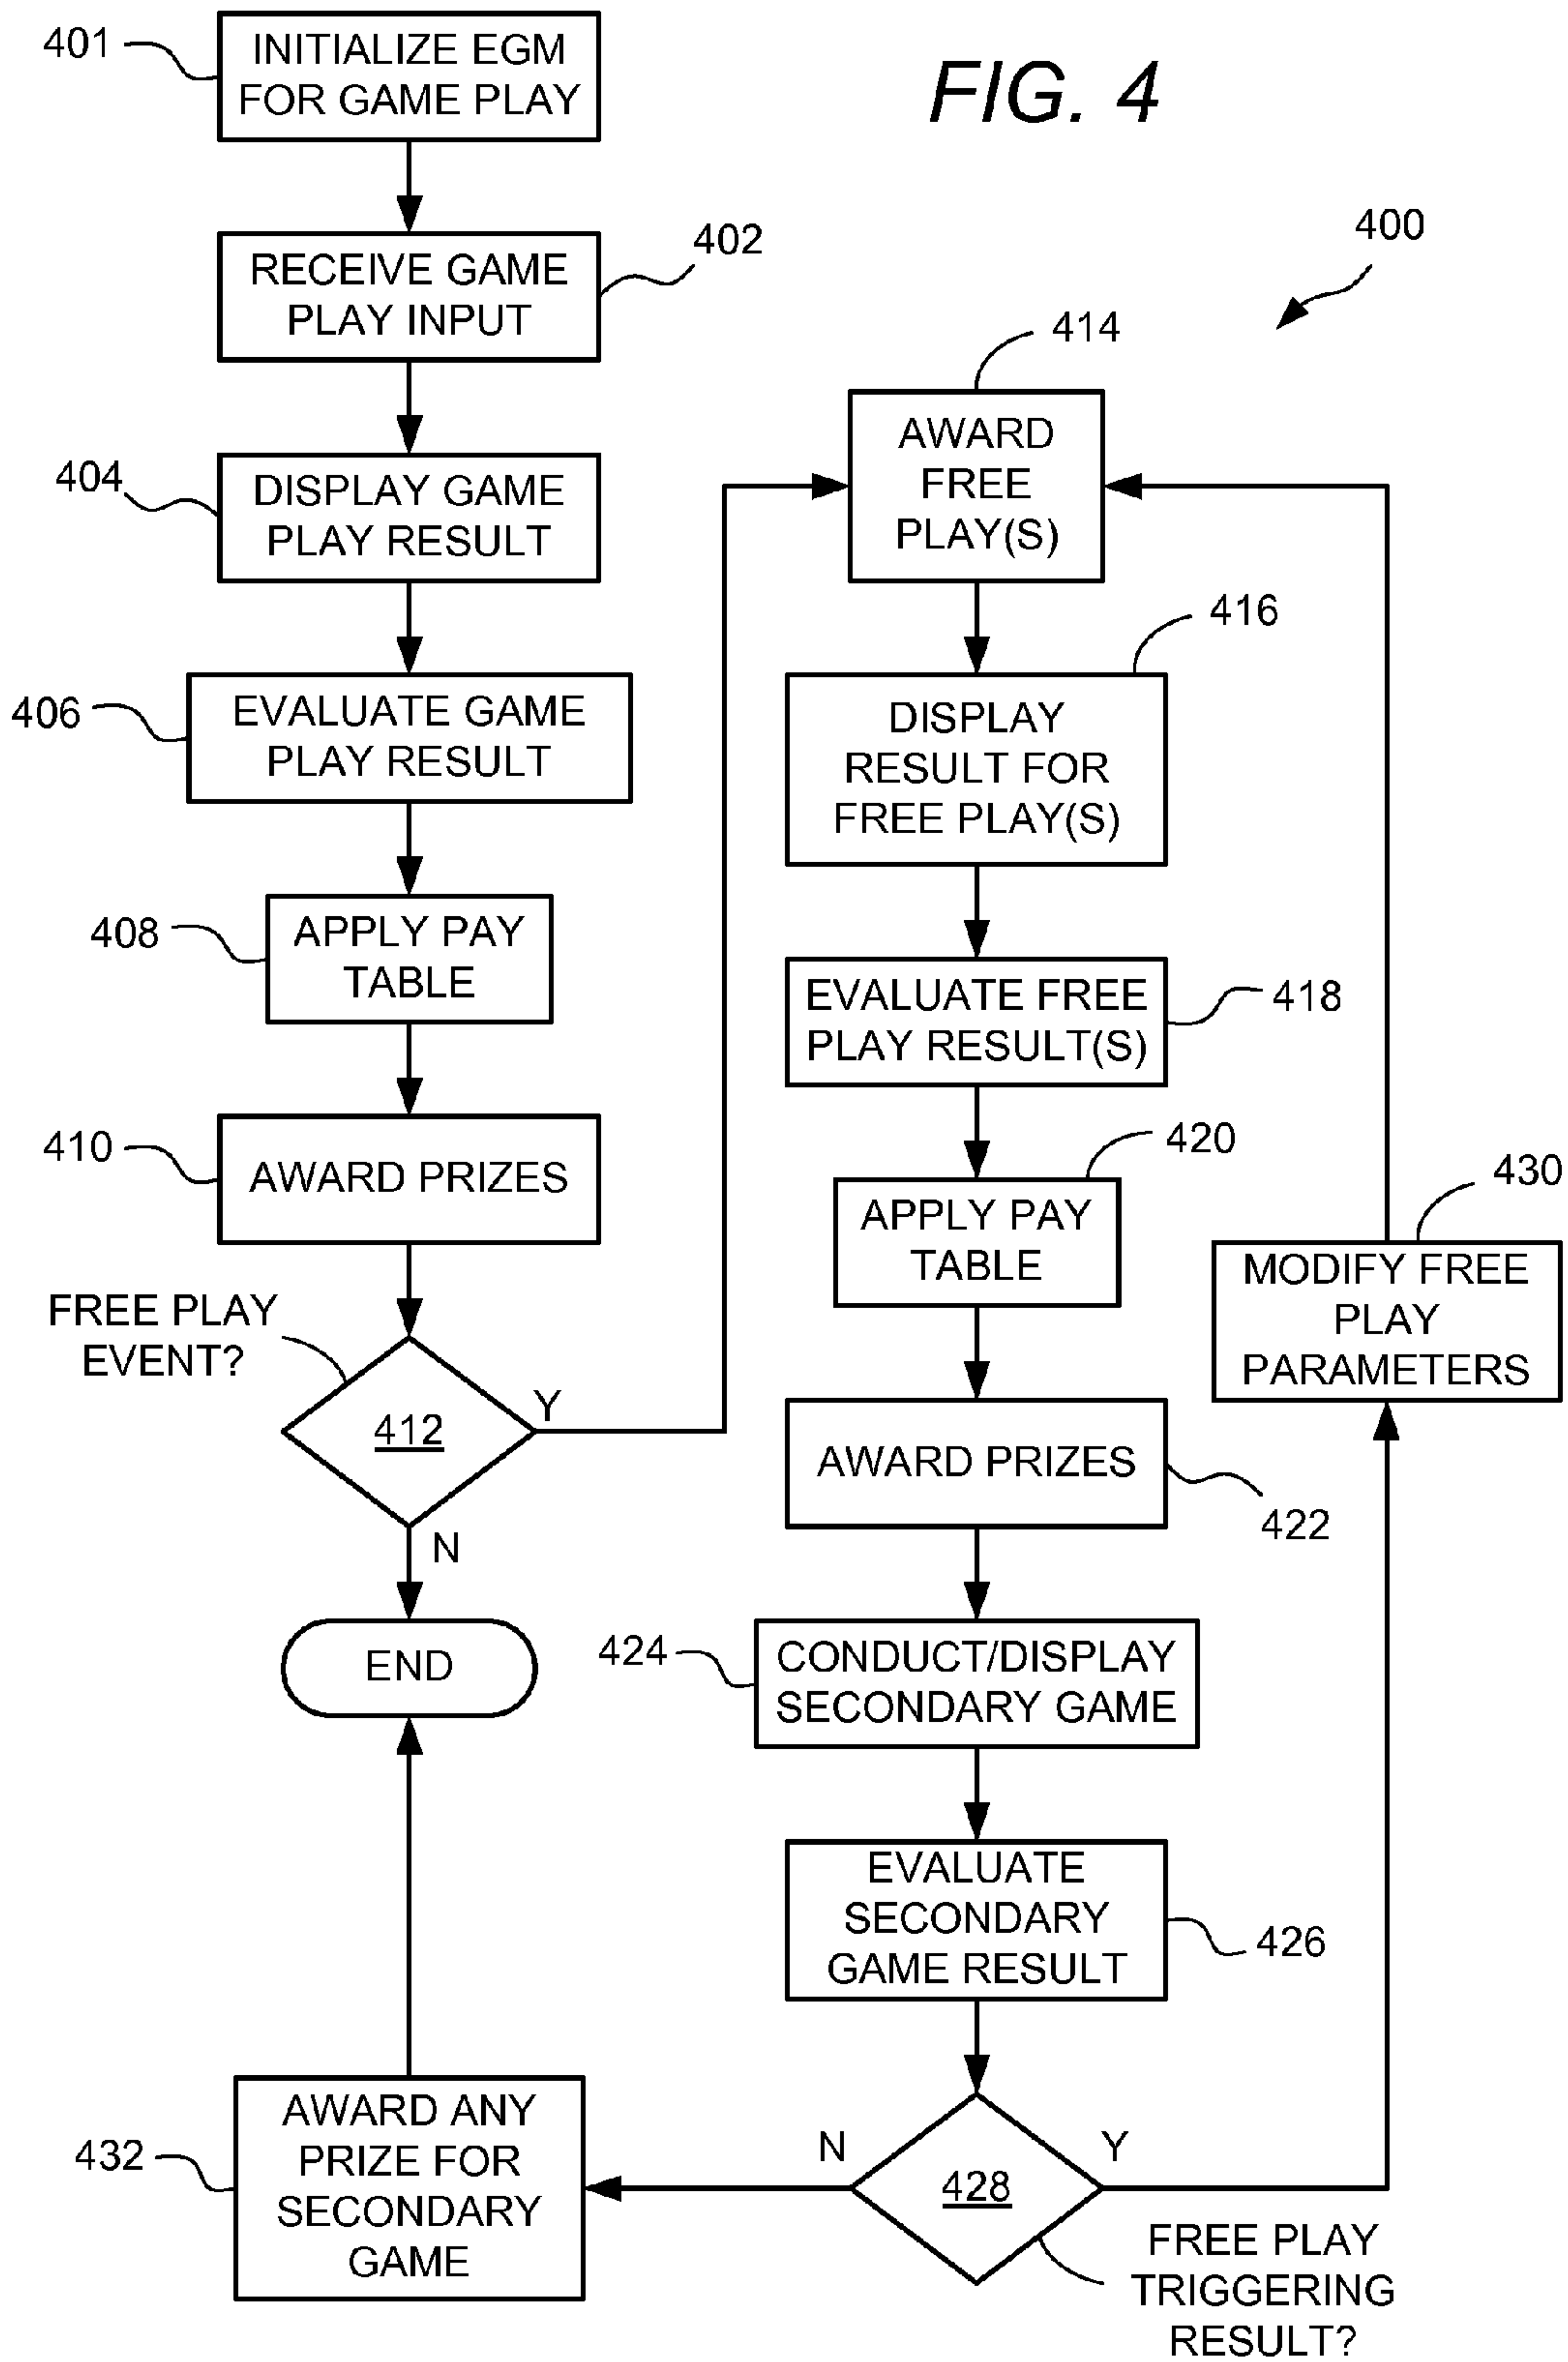 FIG. 4
400
401
INITIALIZE EGM
FOR GAME PLAY
402
RECEIVE GAME
PLAY INPUT
404
DISPLAY GAME
PLAY RESULT
406
EVALUATE GAME
PLAY RESULT
408
APPLY PAY
TABLE
410
AWARD PRIZES
FREE PLAY
EVENT?
412
Y
N
END
414
AWARD
FREE
PLAY(S)
416
DISPLAY
RESULT FOR
FREE PLAY(S)
418
EVALUATE FREE
PLAY RESULT(S)
420
APPLY PAY
TABLE
422
AWARD PRIZES
424
CONDUCT/DISPLAY
SECONDARY GAME
426
EVALUATE
SECONDARY
GAME RESULT
428
N
Y
FREE PLAY
TRIGGERING
RESULT?
430
MODIFY FREE
PLAY
PARAMETERS
432
AWARD ANY
PRIZE FOR
SECONDARY
GAME